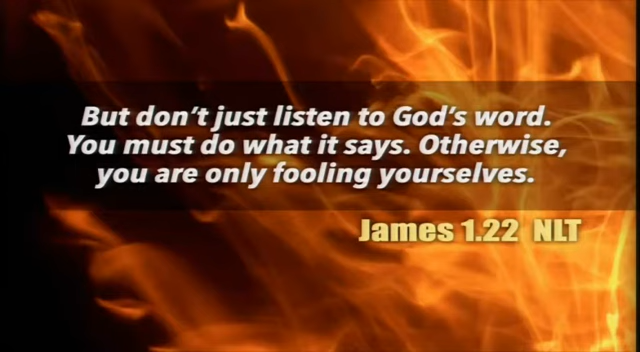 But don't just listen to God's word.
You must do what it says. Otherwise,
you are only fooling yourselves.
James 1.22 NLT